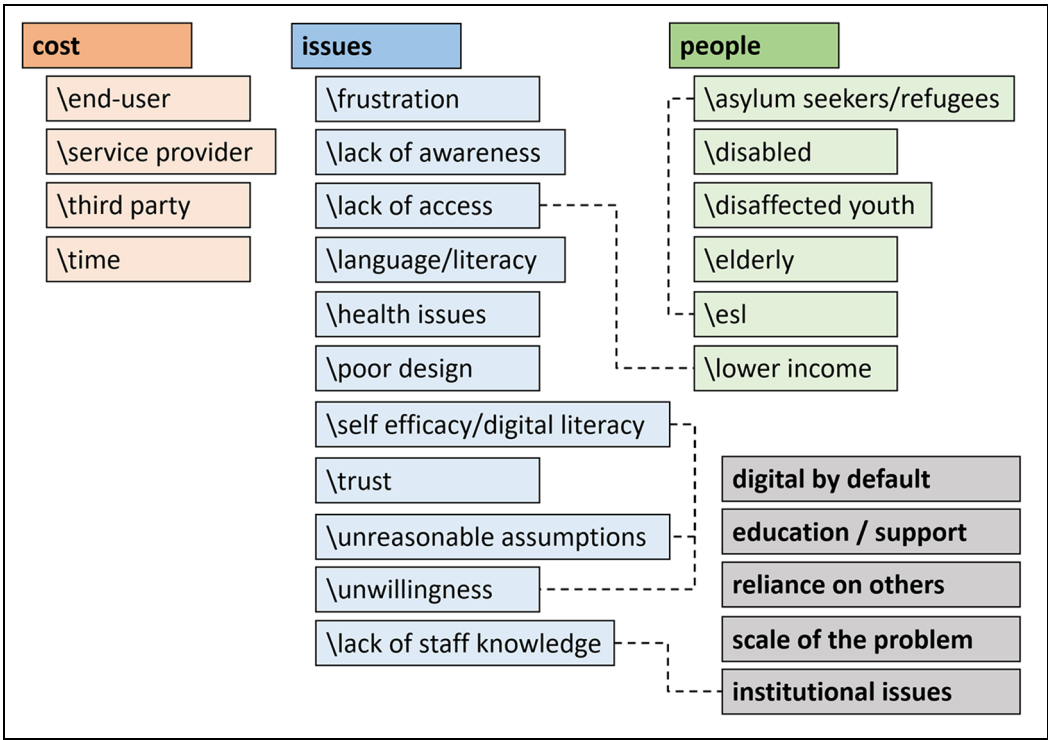 cost
\end-user
\service provider
\third party
\time
issues
\frustration
\lack of awareness
\lack of access
\language/literacy
\health issues
\poor design
\self efficacy/digital literacy
\trust
\unreasonable assumptions
\unwillingness
\lack of staff knowledge
people
\asylum seekers/refugees
\disabled
\disaffected youth
\elderly
\esl
\lower income
digital by default
education / support
reliance on others
scale of the problem
institutional issues